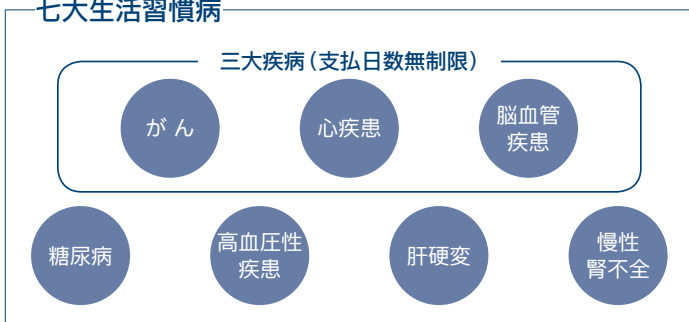 七大生活習慣病
三大疾病(支払日数無制限)
がん
心疾患
脳血管
疾患
糖尿病
高血圧性
疾患
肝硬変
慢性
腎不全